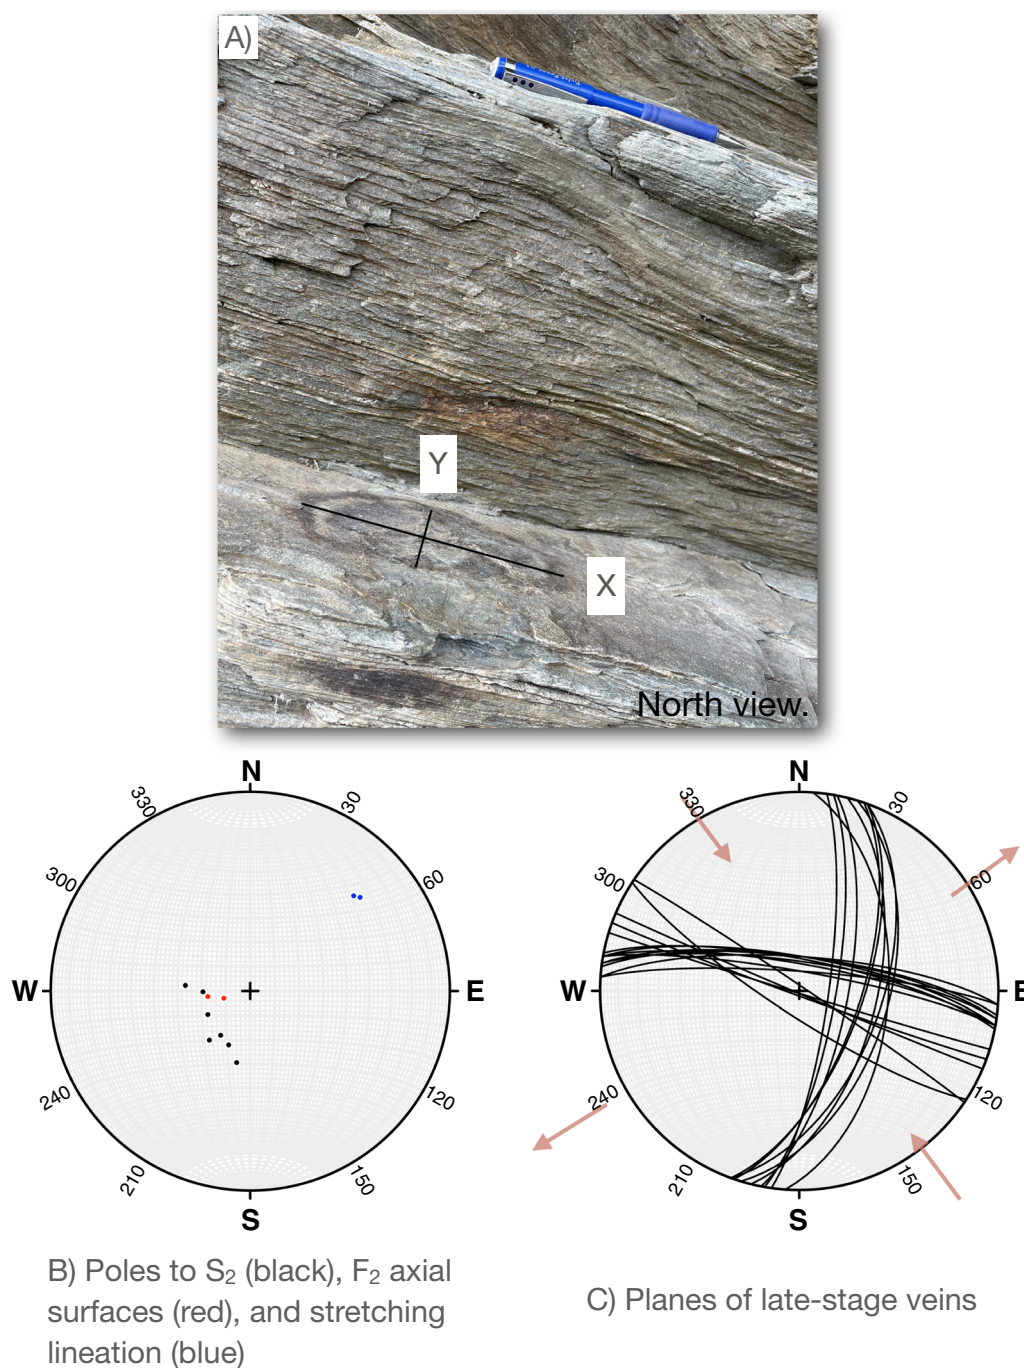 A)
Y
X
North view.
N
N
330
30
330
30
300
60
300
60
W
E
W
E
240
120
240
120
210
150
210
150
S
S
B) Poles to S₂ (black), F₂ axial
surfaces (red), and stretching
lineation (blue)
C) Planes of late-stage veins